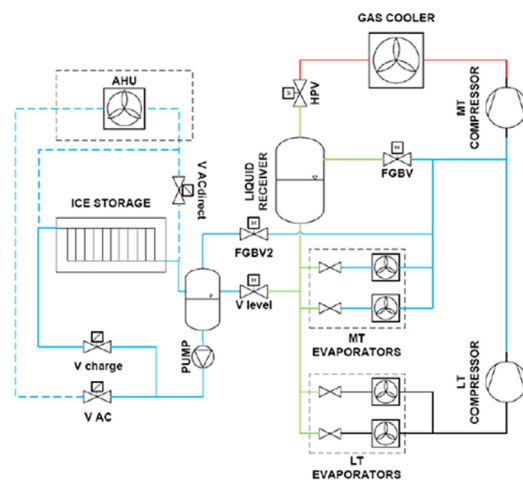 GAS COOLER
AHU
HPV
MT
COMPRESSOR
V ACdirect
LIQUID
RECEIVER
M
FGBV
ICE STORAGE
M
FGBV2
M
V level
MT
EVAPORATORS
PUMP
V charge
V AC
LT
COMPRESSOR
LT
EVAPORATORS